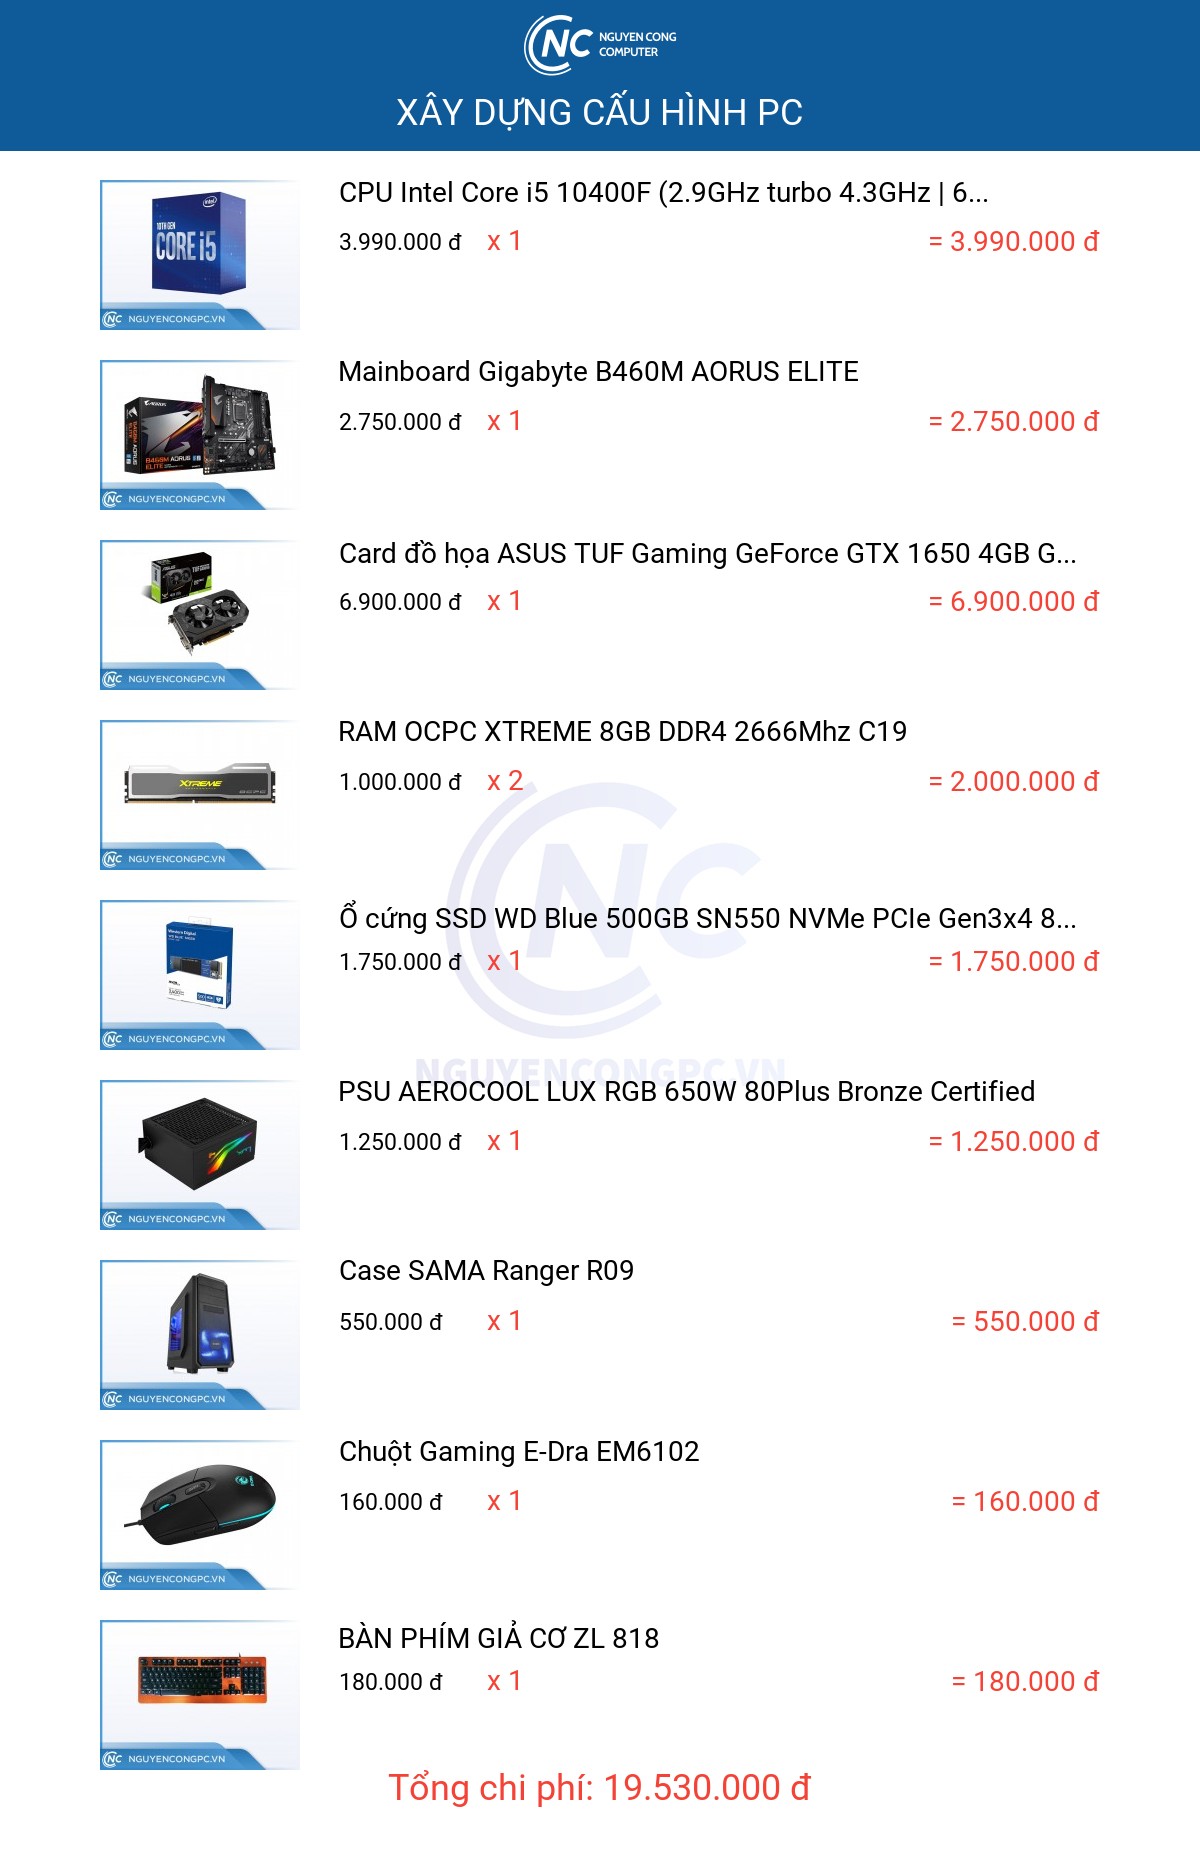 NC NGUYEN CONG
COMPUTER
XÂY DỰNG CẤU HÌNH PC
intel
10TH GEN
CORE i5
NC NGUYENCONGPC.VN
CPU Intel Core i5 10400F (2.9GHz turbo 4.3GHz | 6...
3.990.000 đ x 1 = 3.990.000 đ
AORUS
B460M AORUS
ELITE
NC NGUYENCONGPC.VN
Mainboard Gigabyte B460M AORUS ELITE
2.750.000 đ x 1 = 2.750.000 đ
NC NGUYENCONGPC.VN
Card đồ họa ASUS TUF Gaming GeForce GTX 1650 4GB G...
6.900.000 đ x 1 = 6.900.000 đ
XTREME
OCPC
NC NGUYENCONGPC.VN
RAM OCPC XTREME 8GB DDR4 2666Mhz C19
1.000.000 đ x 2 = 2.000.000 đ
NC
NGUYENCONGPC.VN
Western Digital
NC NGUYENCONGPC.VN
Ổ cứng SSD WD Blue 500GB SN550 NVMe PCIe Gen3x4 8...
1.750.000 đ x 1 = 1.750.000 đ
NC NGUYENCONGPC.VN
PSU AEROCOOL LUX RGB 650W 80Plus Bronze Certified
1.250.000 đ x 1 = 1.250.000 đ
NC NGUYENCONGPC.VN
Case SAMA Ranger R09
550.000 đ x 1 = 550.000 đ
NC NGUYENCONGPC.VN
Chuột Gaming E-Dra EM6102
160.000 đ x 1 = 160.000 đ
NC NGUYENCONGPC.VN
BÀN PHÍM GIẢ CƠ ZL 818
180.000 đ x 1 = 180.000 đ
Tổng chi phí: 19.530.000 đ